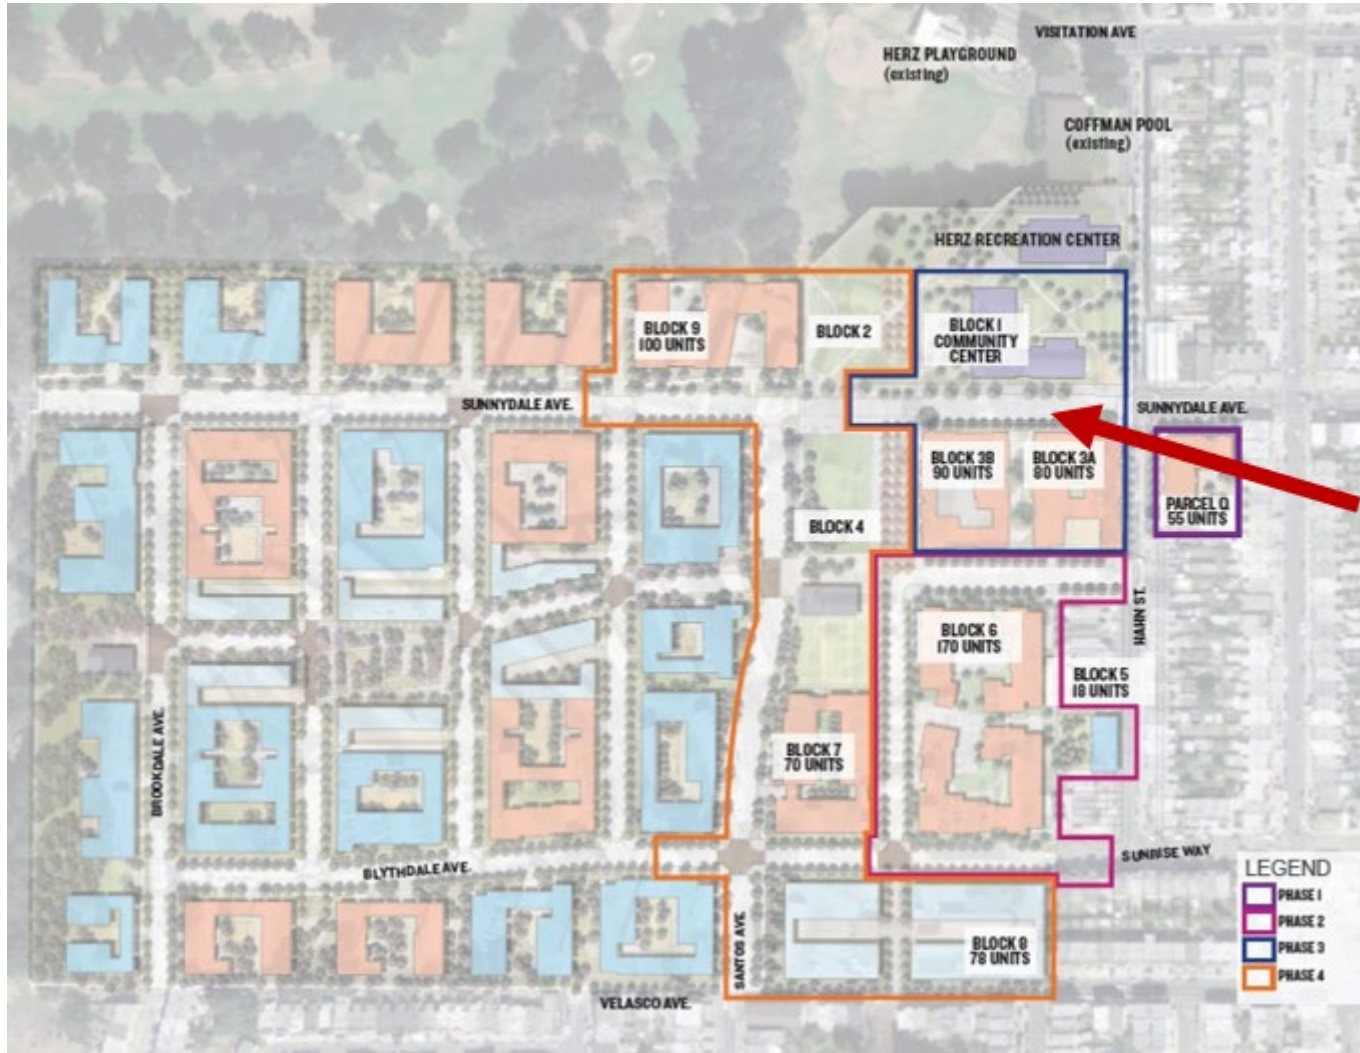 VISITATION AVE
HERZ PLAYGROUND
(existing)
COFFMAN POOL
(existing)
HERZ RECREATION CENTER
BLOCK 9
100 UNITS
BLOCK 2
BLOCK 1
COMMUNITY
CENTER
SUNNYDALE AVE.
SUNNYDALE AVE.
BLOCK 3B
90 UNITS
BLOCK 3A
80 UNITS
PARCEL Q
55 UNITS
BLOCK 4
HAHN ST.
BLOCK 6
170 UNITS
BLOCK 5
18 UNITS
BROOKDALE AVE.
BLOCK 7
70 UNITS
BLYTHDALE AVE.
SUNRISE WAY
SANTOS AVE.
BLOCK 8
78 UNITS
VELASCO AVE.
LEGEND
PHASE 1
PHASE 2
PHASE 3
PHASE 4